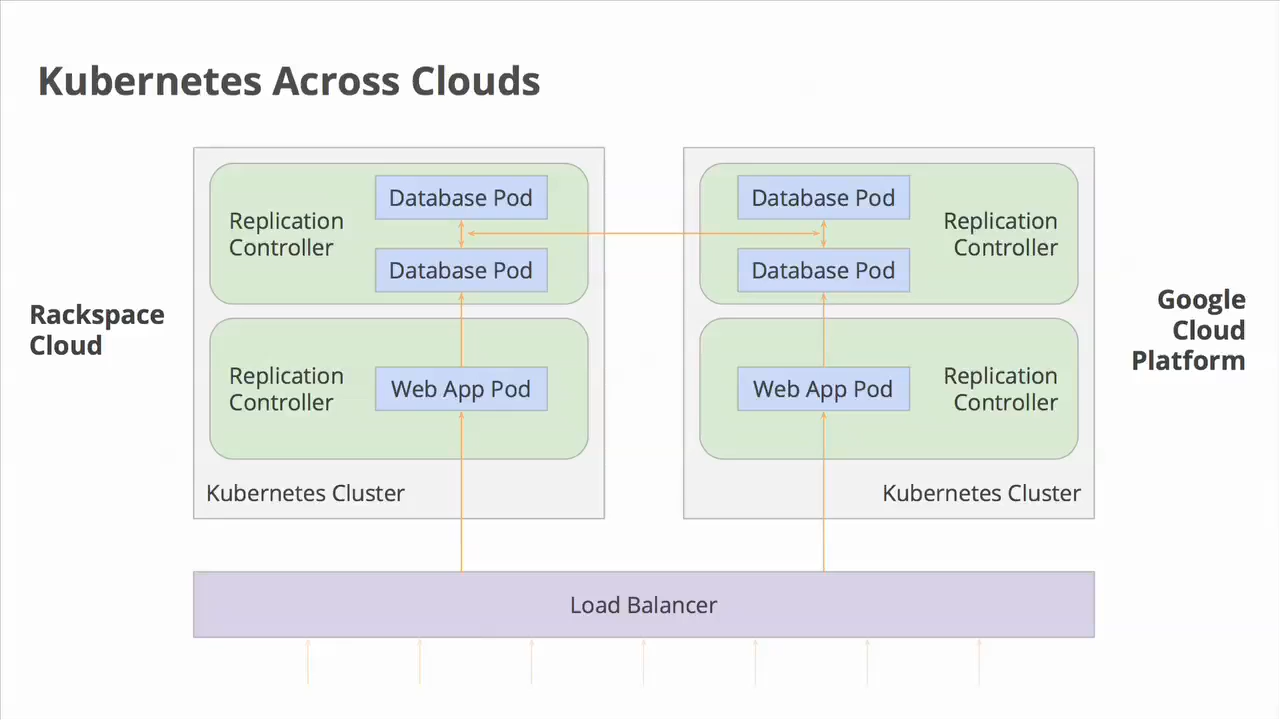 Kubernetes Across Clouds
Rackspace
Cloud
Replication
Controller
Database Pod
Database Pod
Replication
Controller
Web App Pod
Kubernetes Cluster
Database Pod
Database Pod
Replication
Controller
Web App Pod
Replication
Controller
Kubernetes Cluster
Google
Cloud
Platform
Load Balancer